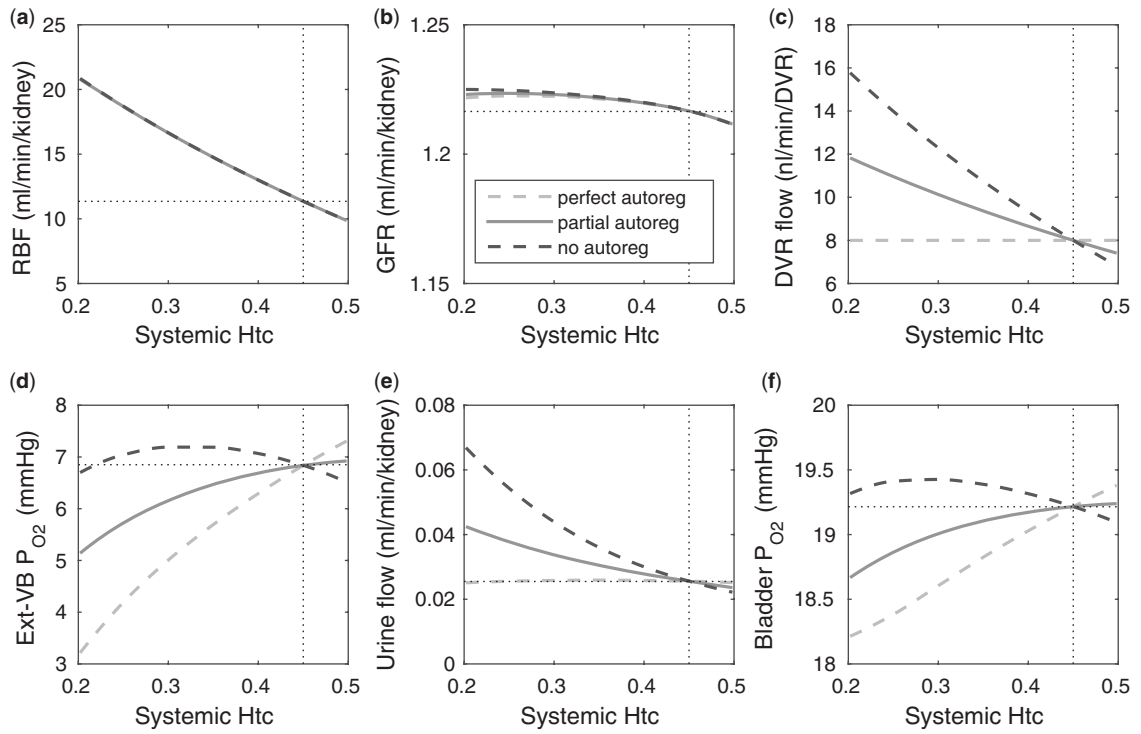 (a)
RBF (ml/min/kidney)
25
20
15
10
5
0.2 0.3 0.4 0.5
Systemic Htc
(b)
GFR (ml/min/kidney)
1.25
1.2
1.15
perfect autoreg
partial autoreg
no autoreg
0.2 0.3 0.4 0.5
Systemic Htc
(c)
DVR flow (nl/min/DVR)
18
16
14
12
10
8
6
0.2 0.3 0.4 0.5
Systemic Htc
(d)
Ext-VB PO2 (mmHg)
8
7
6
5
4
3
0.2 0.3 0.4 0.5
Systemic Htc
(e)
Urine flow (ml/min/kidney)
0.08
0.06
0.04
0.02
0
0.2 0.3 0.4 0.5
Systemic Htc
(f)
Bladder PO2 (mmHg)
20
19.5
19
18.5
18
0.2 0.3 0.4 0.5
Systemic Htc